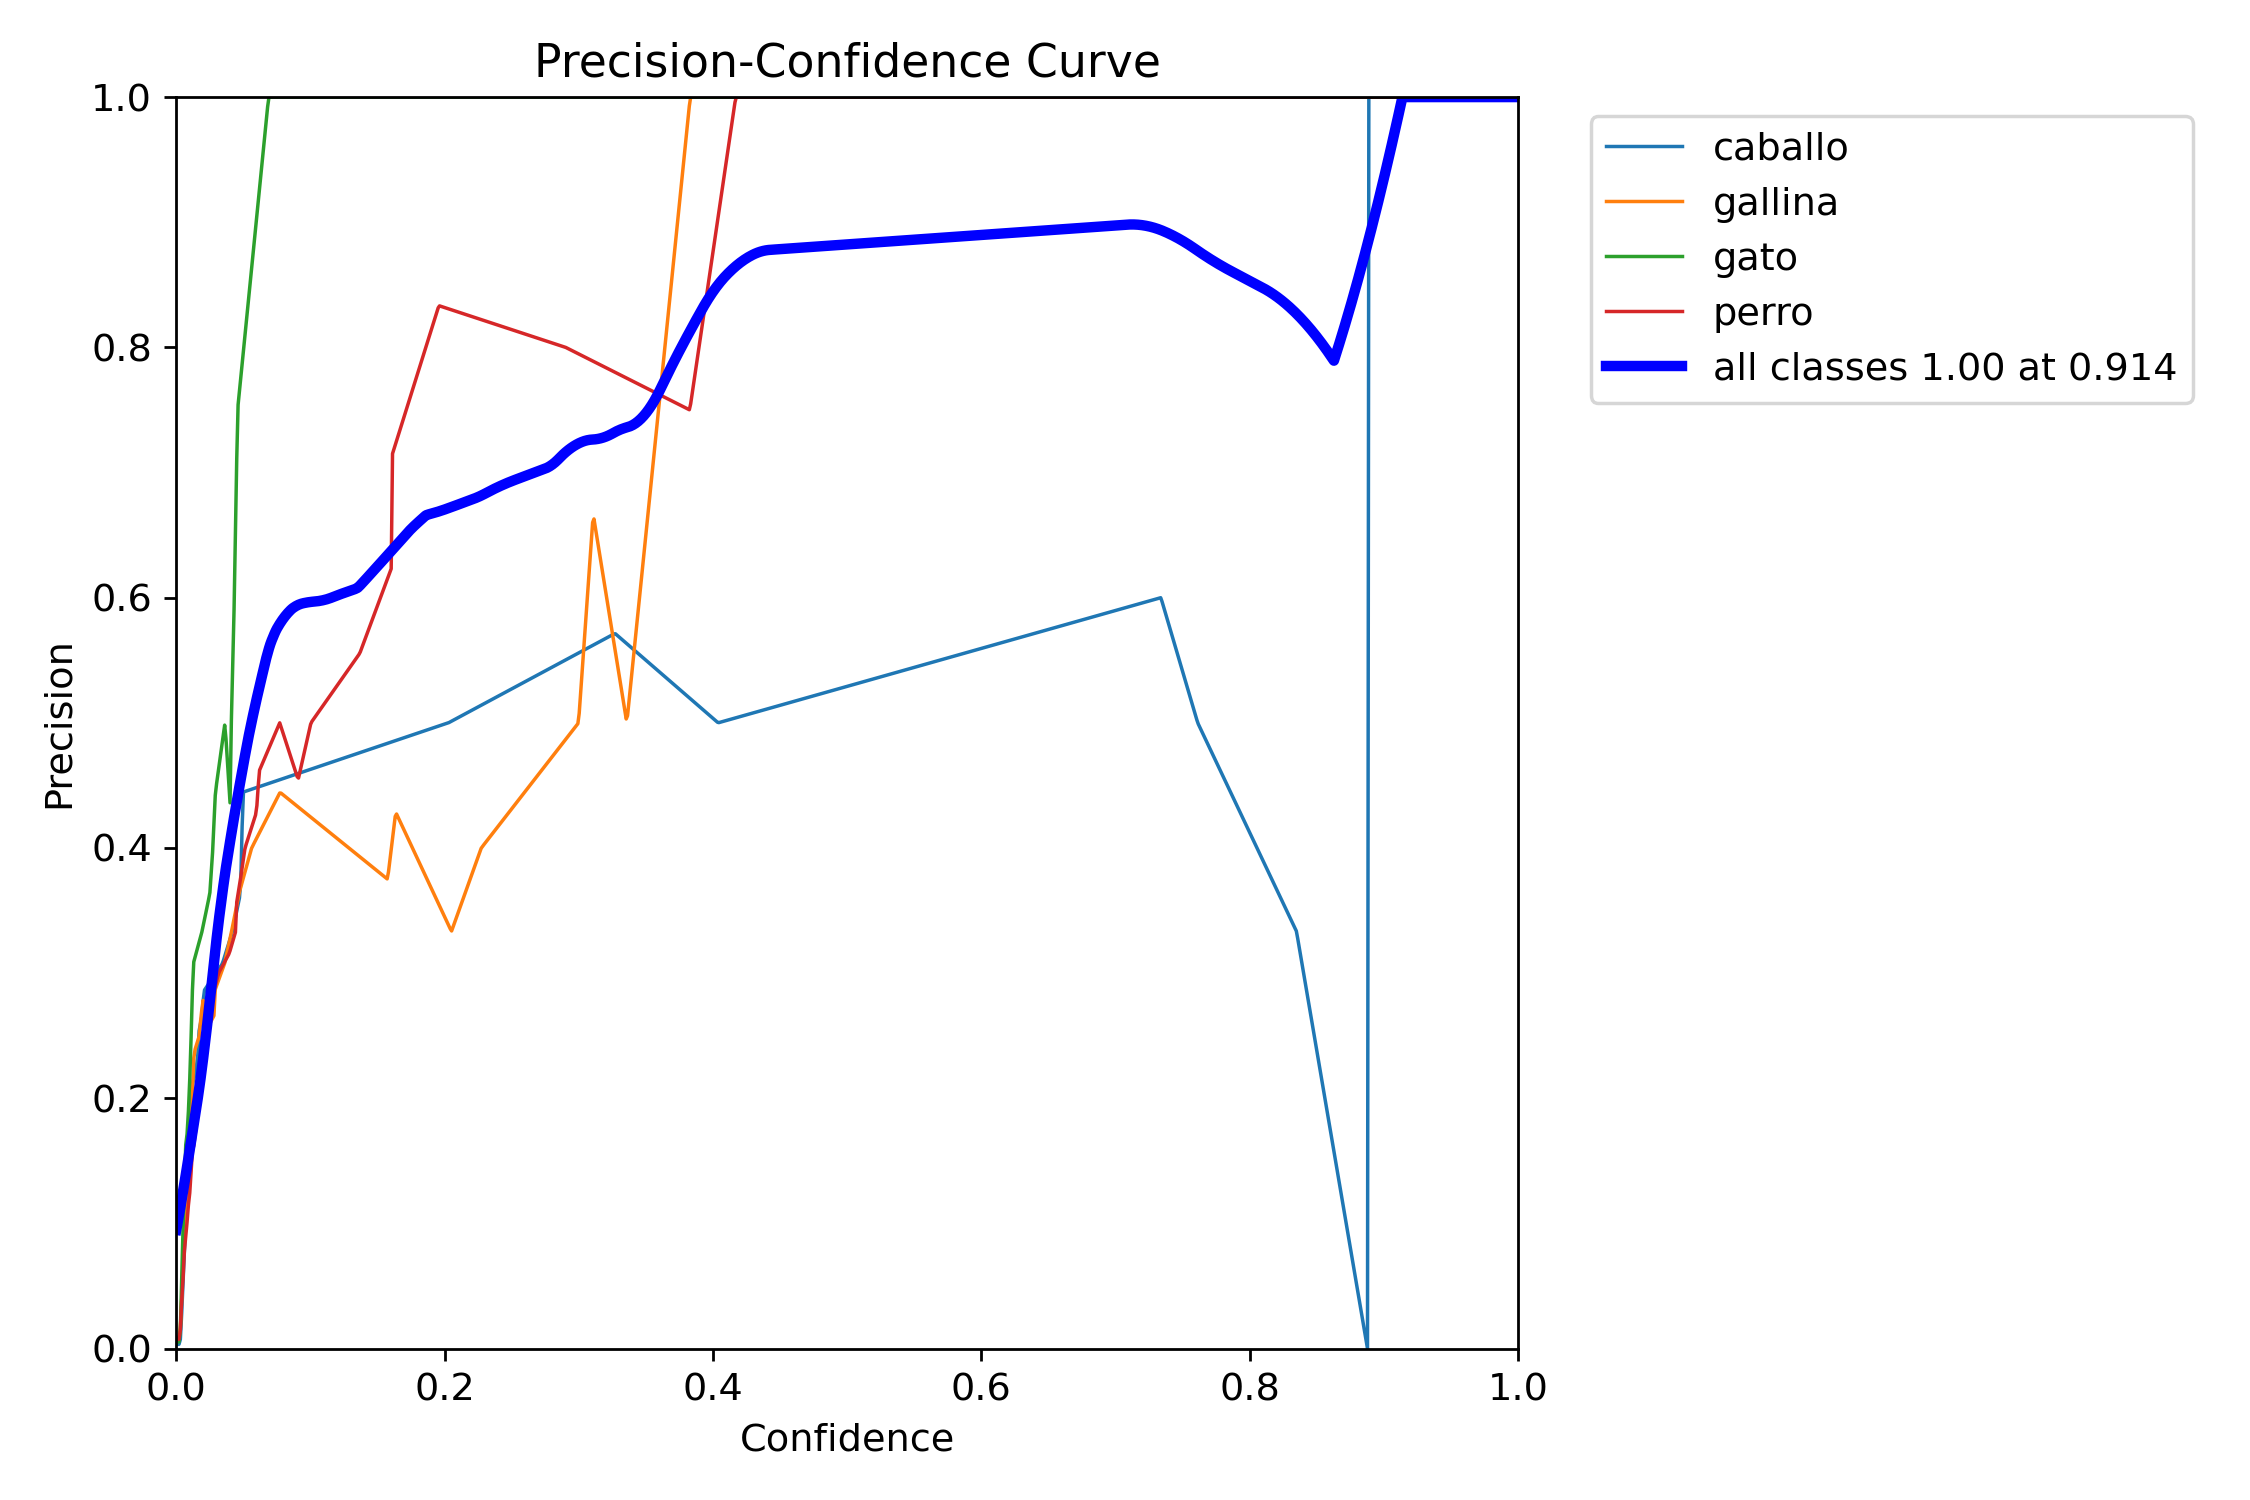 Precision-Confidence Curve
1.0
0.8
0.6
0.4
0.2
0.0
Precision
0.0 0.2 0.4 0.6 0.8 1.0
Confidence
caballo
gallina
gato
perro
all classes 1.00 at 0.914